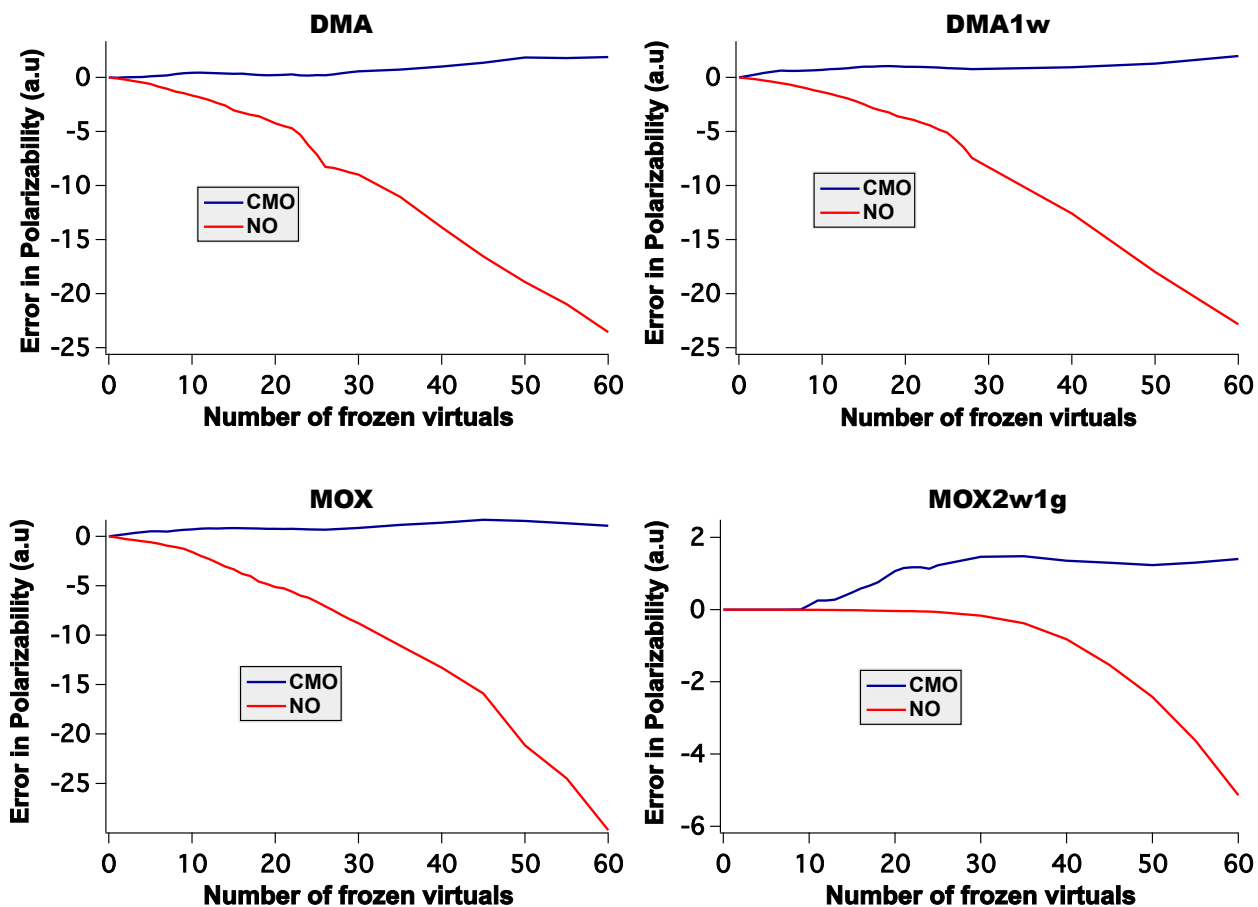 DMA
Error in Polarizability (a.u)
0
-5
-10
-15
-20
-25
CMO
NO
0 10 20 30 40 50 60
Number of frozen virtuals
DMA1w
Error in Polarizability (a.u)
0
-5
-10
-15
-20
-25
CMO
NO
0 10 20 30 40 50 60
Number of frozen virtuals
MOX
Error in Polarizability (a.u)
0
-5
-10
-15
-20
-25
CMO
NO
0 10 20 30 40 50 60
Number of frozen virtuals
MOX2w1g
Error in Polarizability (a.u)
2
0
-2
-4
-6
CMO
NO
0 10 20 30 40 50 60
Number of frozen virtuals